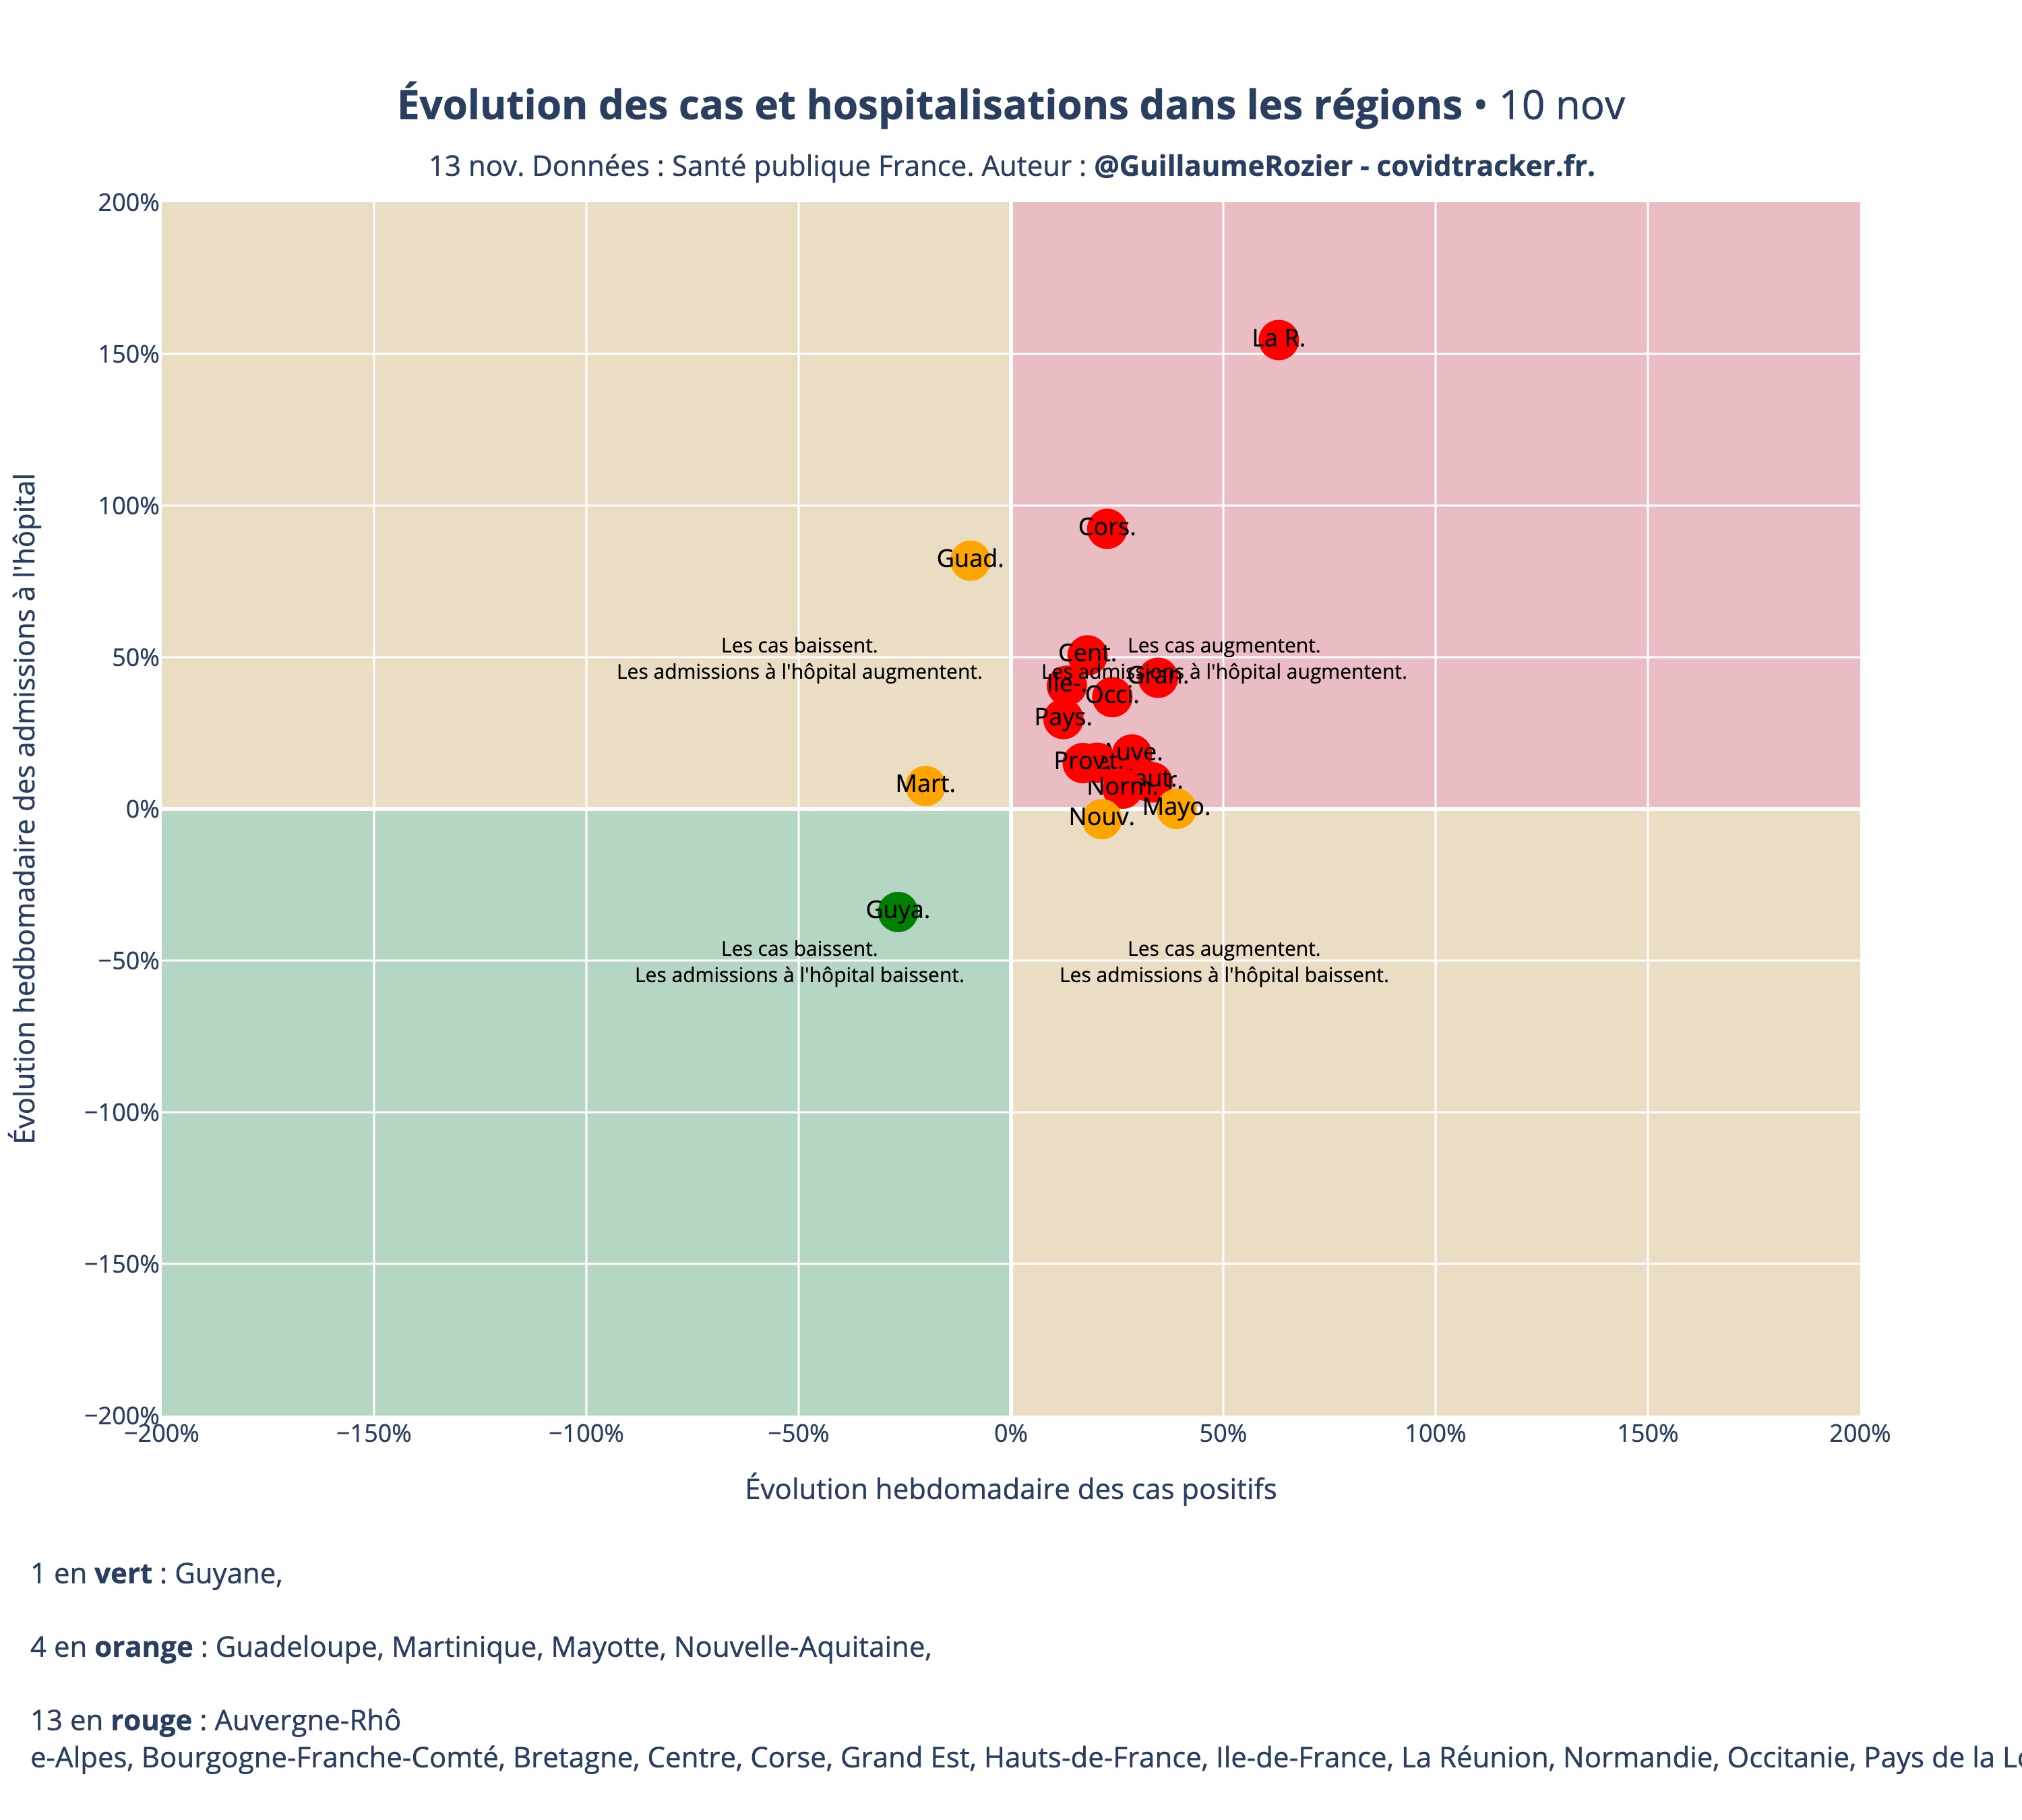 Évolution des cas et hospitalisations dans les régions • 10 nov
13 nov. Données : Santé publique France. Auteur : @GuillaumeRozier - covidtracker.fr.
Évolution hedbomadaire des admissions à l'hôpital
200%
150%
100%
50%
0%
−50%
−100%
−150%
−200%
La R.
Cors.
Guad.
Les cas baissent.
Les admissions à l'hôpital augmentent.
Les cas augmentent.
Les admissions à l'hôpital augmentent.
Cent.
Gran.
Ile-.
Occi.
Pays.
Auve.
Prov.
Mart.
Haut.
Norm.
Mayo.
Nouv.
Guya.
Les cas baissent.
Les admissions à l'hôpital baissent.
Les cas augmentent.
Les admissions à l'hôpital baissent.
−200%
−150%
−100%
−50%
0%
50%
100%
150%
200%
Évolution hebdomadaire des cas positifs
1 en vert : Guyane,
4 en orange : Guadeloupe, Martinique, Mayotte, Nouvelle-Aquitaine,
13 en rouge : Auvergne-Rhô
e-Alpes, Bourgogne-Franche-Comté, Bretagne, Centre, Corse, Grand Est, Hauts-de-France, Ile-de-France, La Réunion, Normandie, Occitanie, Pays de la